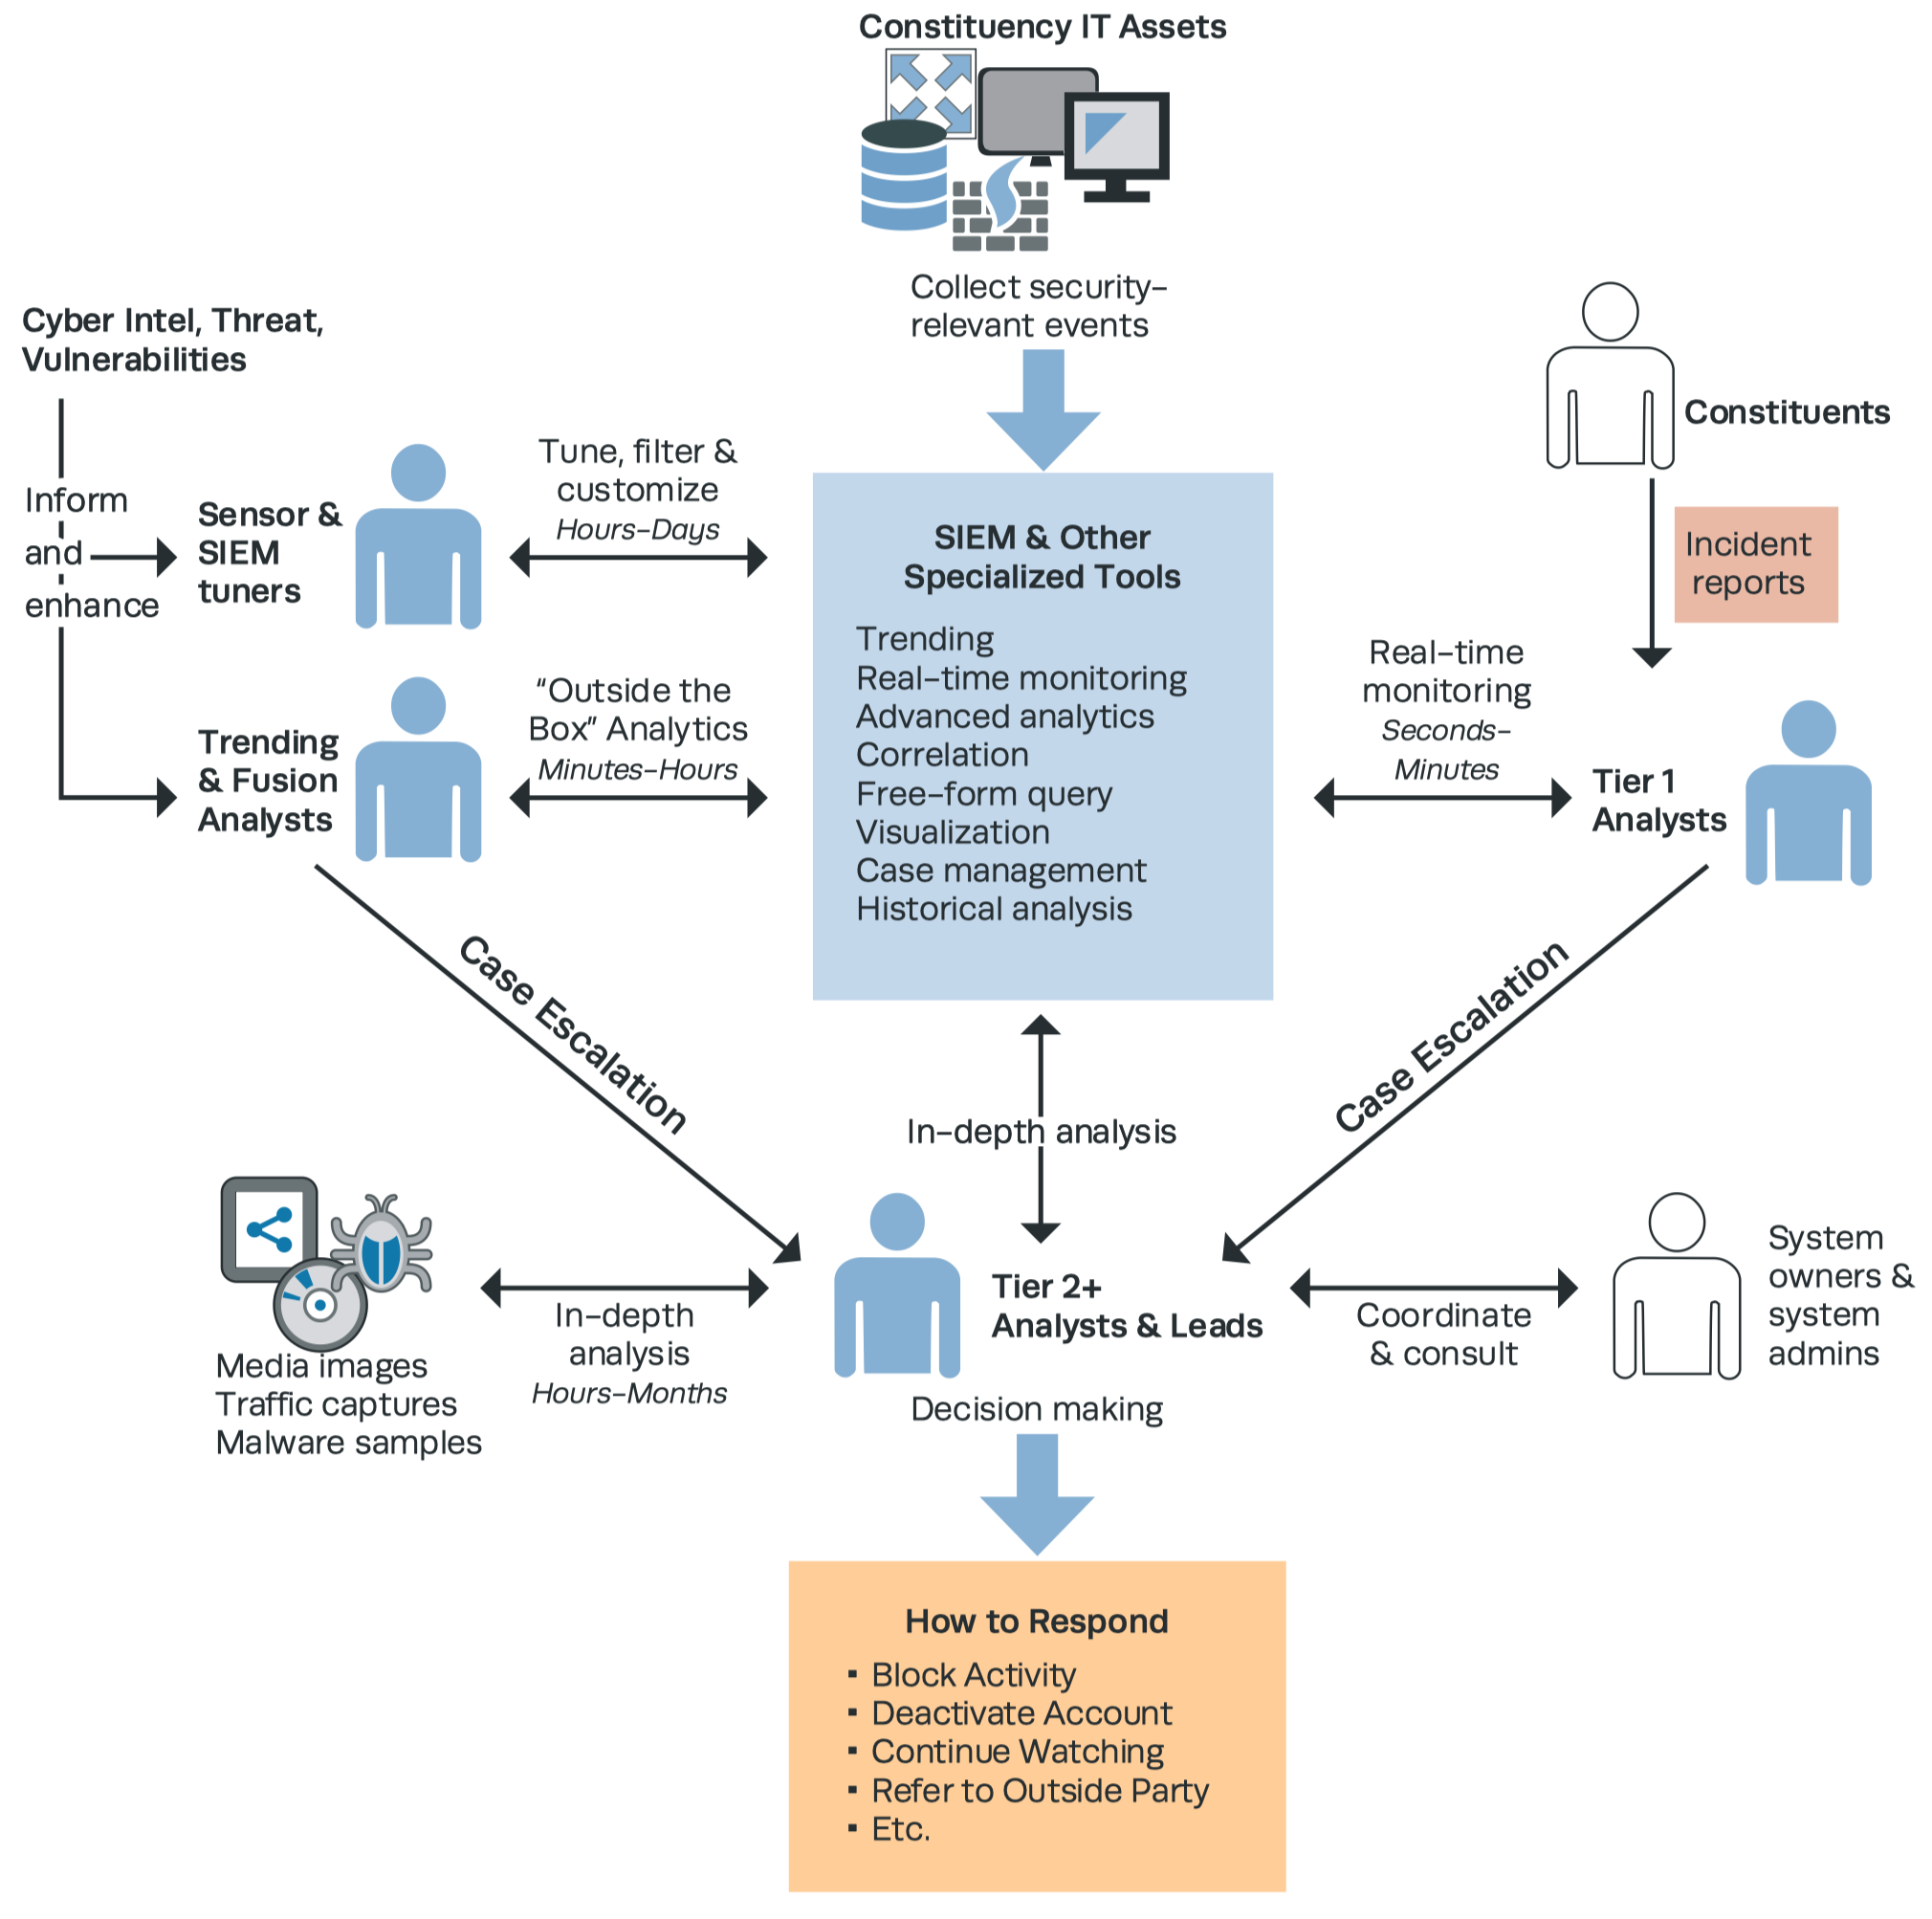 Constituency IT Assets
Collect security-
relevant events
Cyber Intel, Threat,
Vulnerabilities
Inform
and
enhance
Sensor &
SIEM
tuners
Tune, filter &
customize
Hours-Days
Trending
& Fusion
Analysts
“Outside the
Box” Analytics
Minutes-Hours
SIEM & Other
Specialized Tools
Trending
Real-time monitoring
Advanced analytics
Correlation
Free-form query
Visualization
Case management
Historical analysis
Constituents
Incident
reports
Real-time
monitoring
Seconds-
Minutes
Tier 1
Analysts
Case Escalation
Case Escalation
In-depth analysis
Media images
Traffic captures
Malware samples
In-depth
analysis
Hours-Months
Tier 2+
Analysts & Leads
Coordinate
& consult
System
owners &
system
admins
Decision making
How to Respond
▪ Block Activity
▪ Deactivate Account
▪ Continue Watching
▪ Refer to Outside Party
▪ Etc.